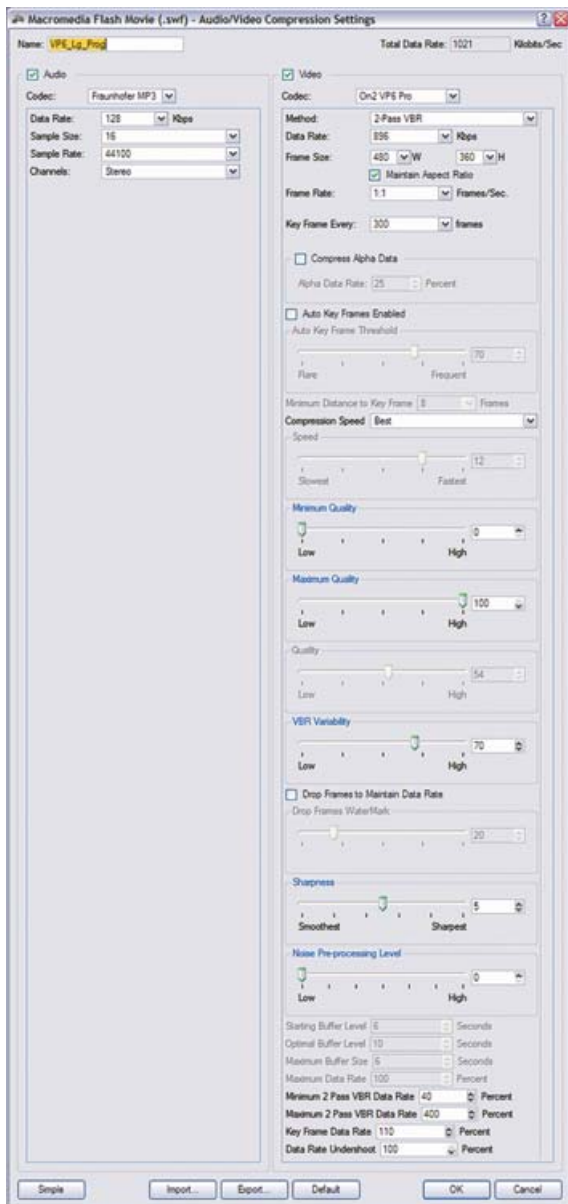 Macromedia Flash Movie (.swf) - Audio/Video Compression Settings
Name: VP6_Lg_Prog
Total Data Rate: 1021 Kilobits/Sec
Audio
Codec: Fraunhofer MP3
Data Rate: 128 Kbps
Sample Size: 16
Sample Rate: 44100
Channels: Stereo
Video
Codec: On2 VP6 Pro
Method: 2-Pass VBR
Data Rate: 896 Kbps
Frame Size: 480 W 360 H
Maintain Aspect Ratio
Frame Rate: 1:1 Frames/Sec.
Key Frame Every: 300 frames
Compress Alpha Data
Alpha Data Rate: 25 Percent
Auto Key Frames Enabled
Auto Key Frame Threshold
70
Rare Frequent
Minimum Distance to Key Frame 8 Frames
Compression Speed Best
Speed
12
Slowest Fastest
Minimum Quality
0
Low High
Maximum Quality
100
Low High
Quality
54
Low High
VBR Variability
70
Low High
Drop Frames to Maintain Data Rate
Drop Frames WaterMark
20
Sharpness
5
Smoothest Sharpest
Noise Pre-processing Level
0
Low High
Starting Buffer Level 6 Seconds
Optimal Buffer Level 10 Seconds
Maximum Buffer Size 6 Seconds
Maximum Data Rate 100 Percent
Minimum 2 Pass VBR Data Rate 40 Percent
Maximum 2 Pass VBR Data Rate 400 Percent
Key Frame Data Rate 110 Percent
Data Rate Undershoot 100 Percent
Simple Import... Export... Default OK Cancel